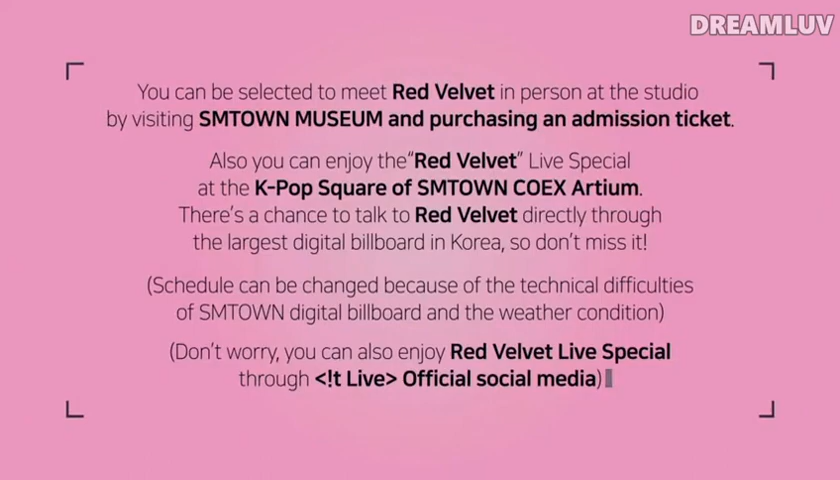 DREAMLUV
You can be selected to meet Red Velvet in person at the studio
by visiting SMTOWN MUSEUM and purchasing an admission ticket.
Also you can enjoy the“Red Velvet” Live Special
at the K-Pop Square of SMTOWN COEX Artium.
There's a chance to talk to Red Velvet directly through
the largest digital billboard in Korea, so don't miss it!
(Schedule can be changed because of the technical difficulties
of SMTOWN digital billboard and the weather condition)
(Don't worry, you can also enjoy Red Velvet Live Special
through <!t Live> Official social media)